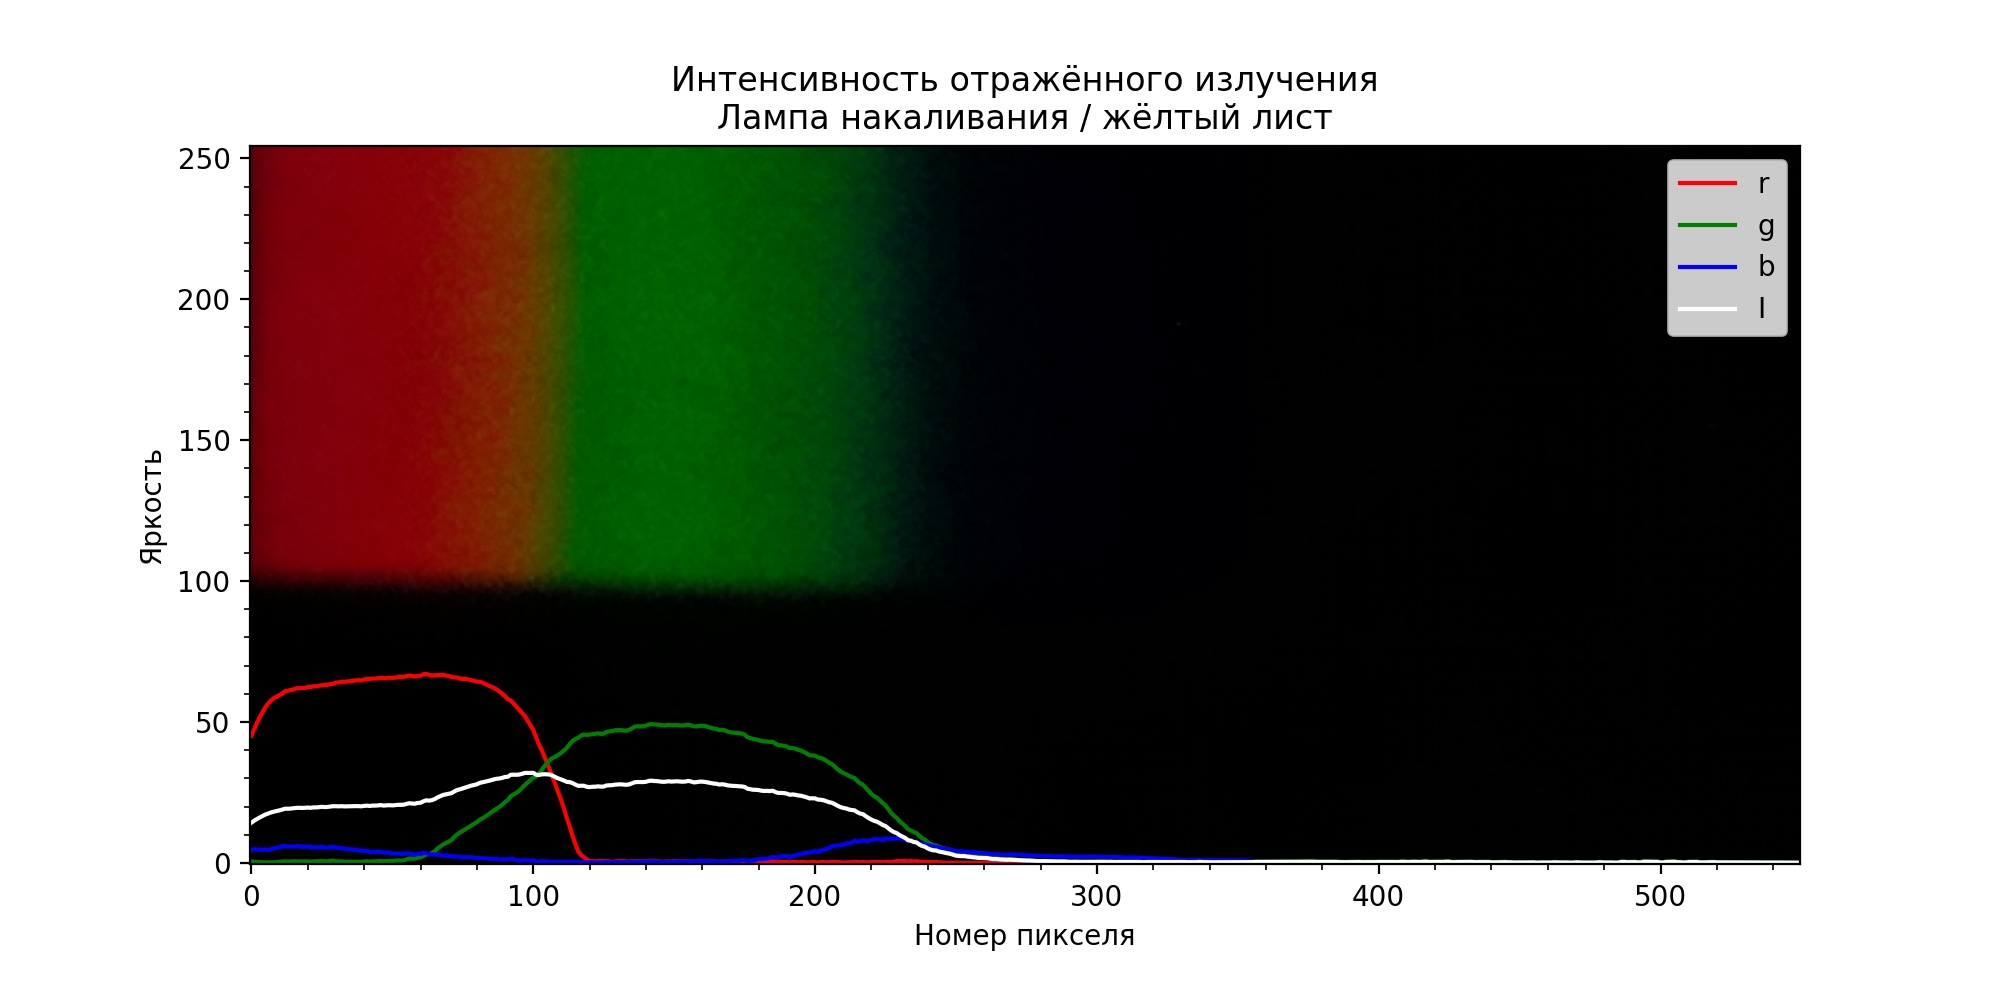 Интенсивность отражённого излучения
Лампа накаливания / жёлтый лист
250
200
150
100
50
0
Яркость
r
g
b
l
0 100 200 300 400 500
Номер пикселя